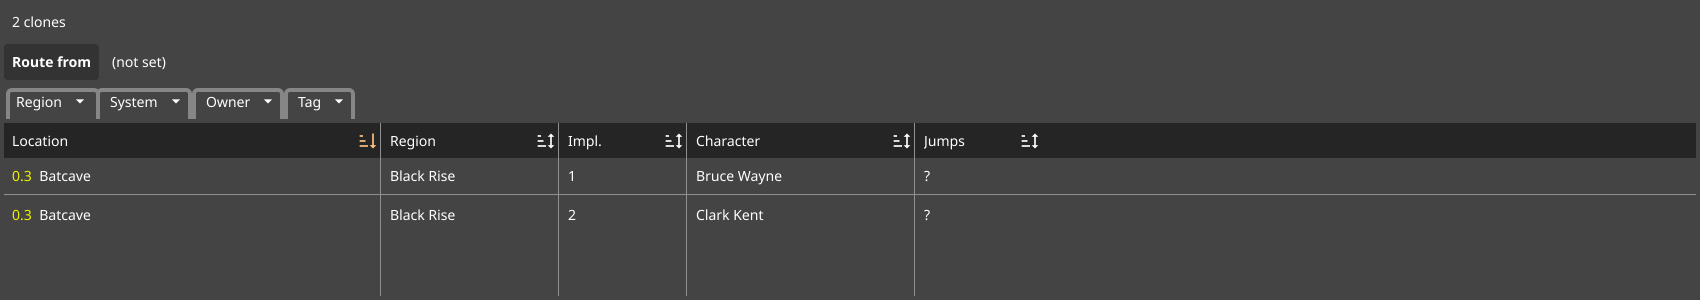 2 clones
Route from (not set)
Region System Owner Tag
Location Region Impl. Character Jumps
0.3 Batcave Black Rise 1 Bruce Wayne ?
0.3 Batcave Black Rise 2 Clark Kent ?